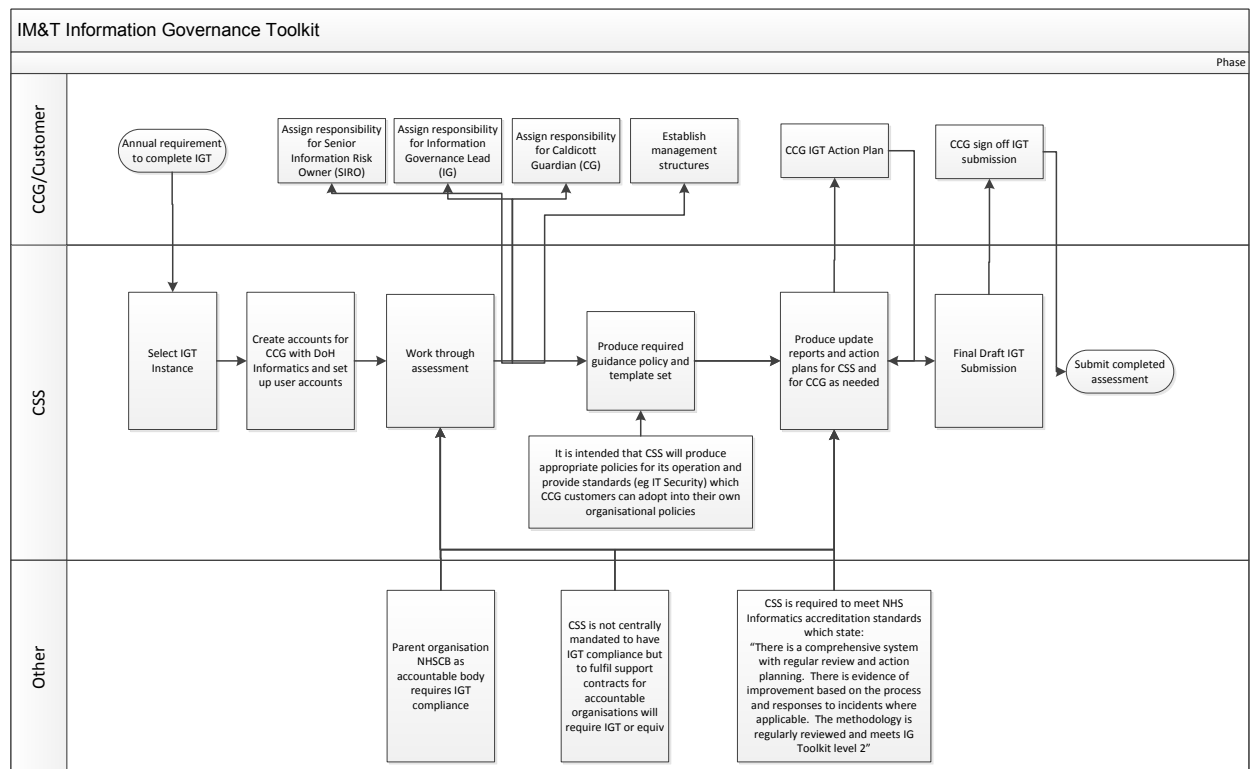 IM&T Information Governance Toolkit
Phase
CCG/Customer
Annual requirement
to complete IGT
Assign responsibility
for Senior
Information Risk
Owner (SIRO)
Assign responsibility
for Information
Governance Lead
(IG)
Assign responsibility
for Caldicott
Guardian (CG)
Establish
management
structures
CCG IGT Action Plan
CCG sign off IGT
submission
CSS
Select IGT
Instance
Create accounts for
CCG with DoH
Informatics and set
up user accounts
Work through
assessment
Produce required
guidance policy and
template set
Produce update
reports and action
plans for CSS and
for CCG as needed
Final Draft IGT
Submission
Submit completed
assessment
It is intended that CSS will produce
appropriate policies for its operation and
provide standards (eg IT Security) which
CCG customers can adopt into their own
organisational policies
Other
Parent organisation
NHSCB as
accountable body
requires IGT
compliance
CSS is not centrally
mandated to have
IGT compliance but
to fulfil support
contracts for
accountable
organisations will
require IGT or equiv
CSS is required to meet NHS
Informatics accreditation standards
which state:
“There is a comprehensive system
with regular review and action
planning. There is evidence of
improvement based on the process
and responses to incidents where
applicable. The methodology is
regularly reviewed and meets IG
Toolkit level 2”